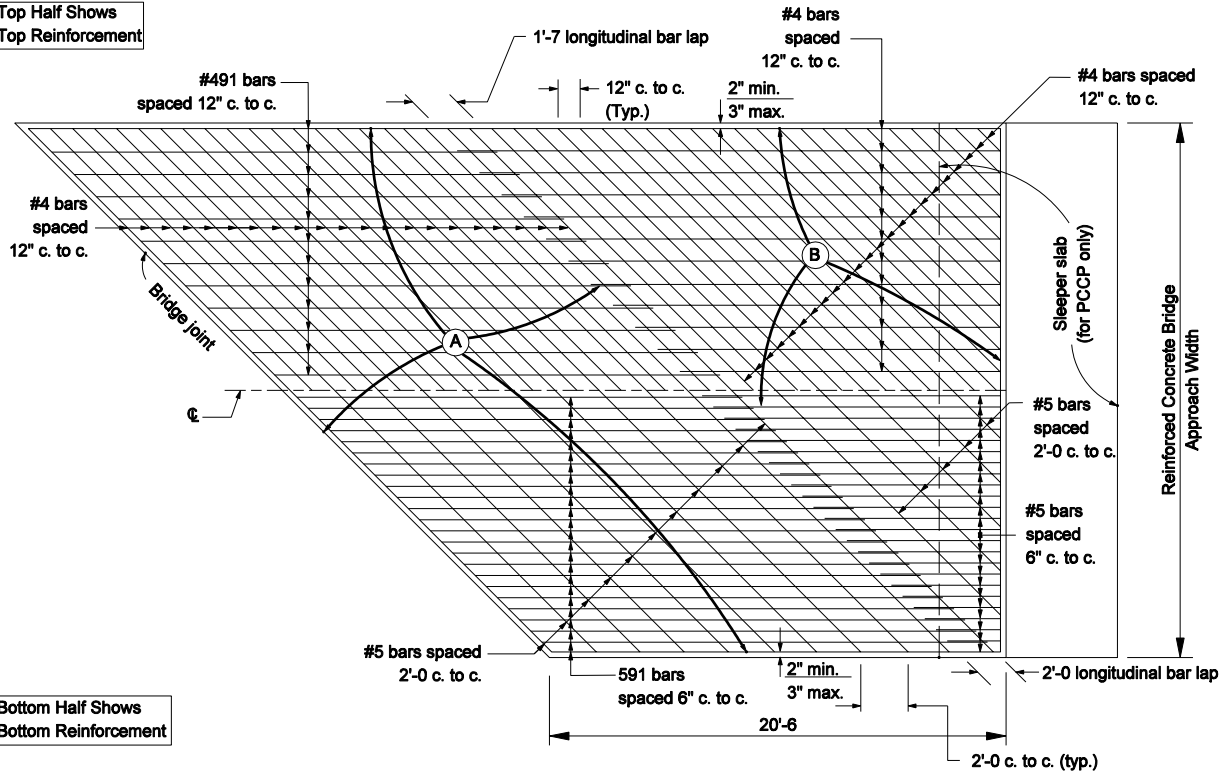 Top Half Shows
Top Reinforcement
#491 bars
spaced 12" c. to c.
1'-7 longitudinal bar lap
12" c. to c.
(Typ.)
2" min.
3" max.
#4 bars
spaced
12" c. to c.
#4 bars spaced
12" c. to c.
#4 bars
spaced
12" c. to c.
Bridge joint
A
B
Sleeper slab
(for PCCP only)
Reinforced Concrete Bridge
Approach Width
℄
#5 bars
spaced
2'-0 c. to c.
#5 bars
spaced
6" c. to c.
#5 bars spaced
2'-0 c. to c.
591 bars
spaced 6" c. to c.
2" min.
3" max.
2'-0 longitudinal bar lap
Bottom Half Shows
Bottom Reinforcement
20'-6
2'-0 c. to c. (typ.)